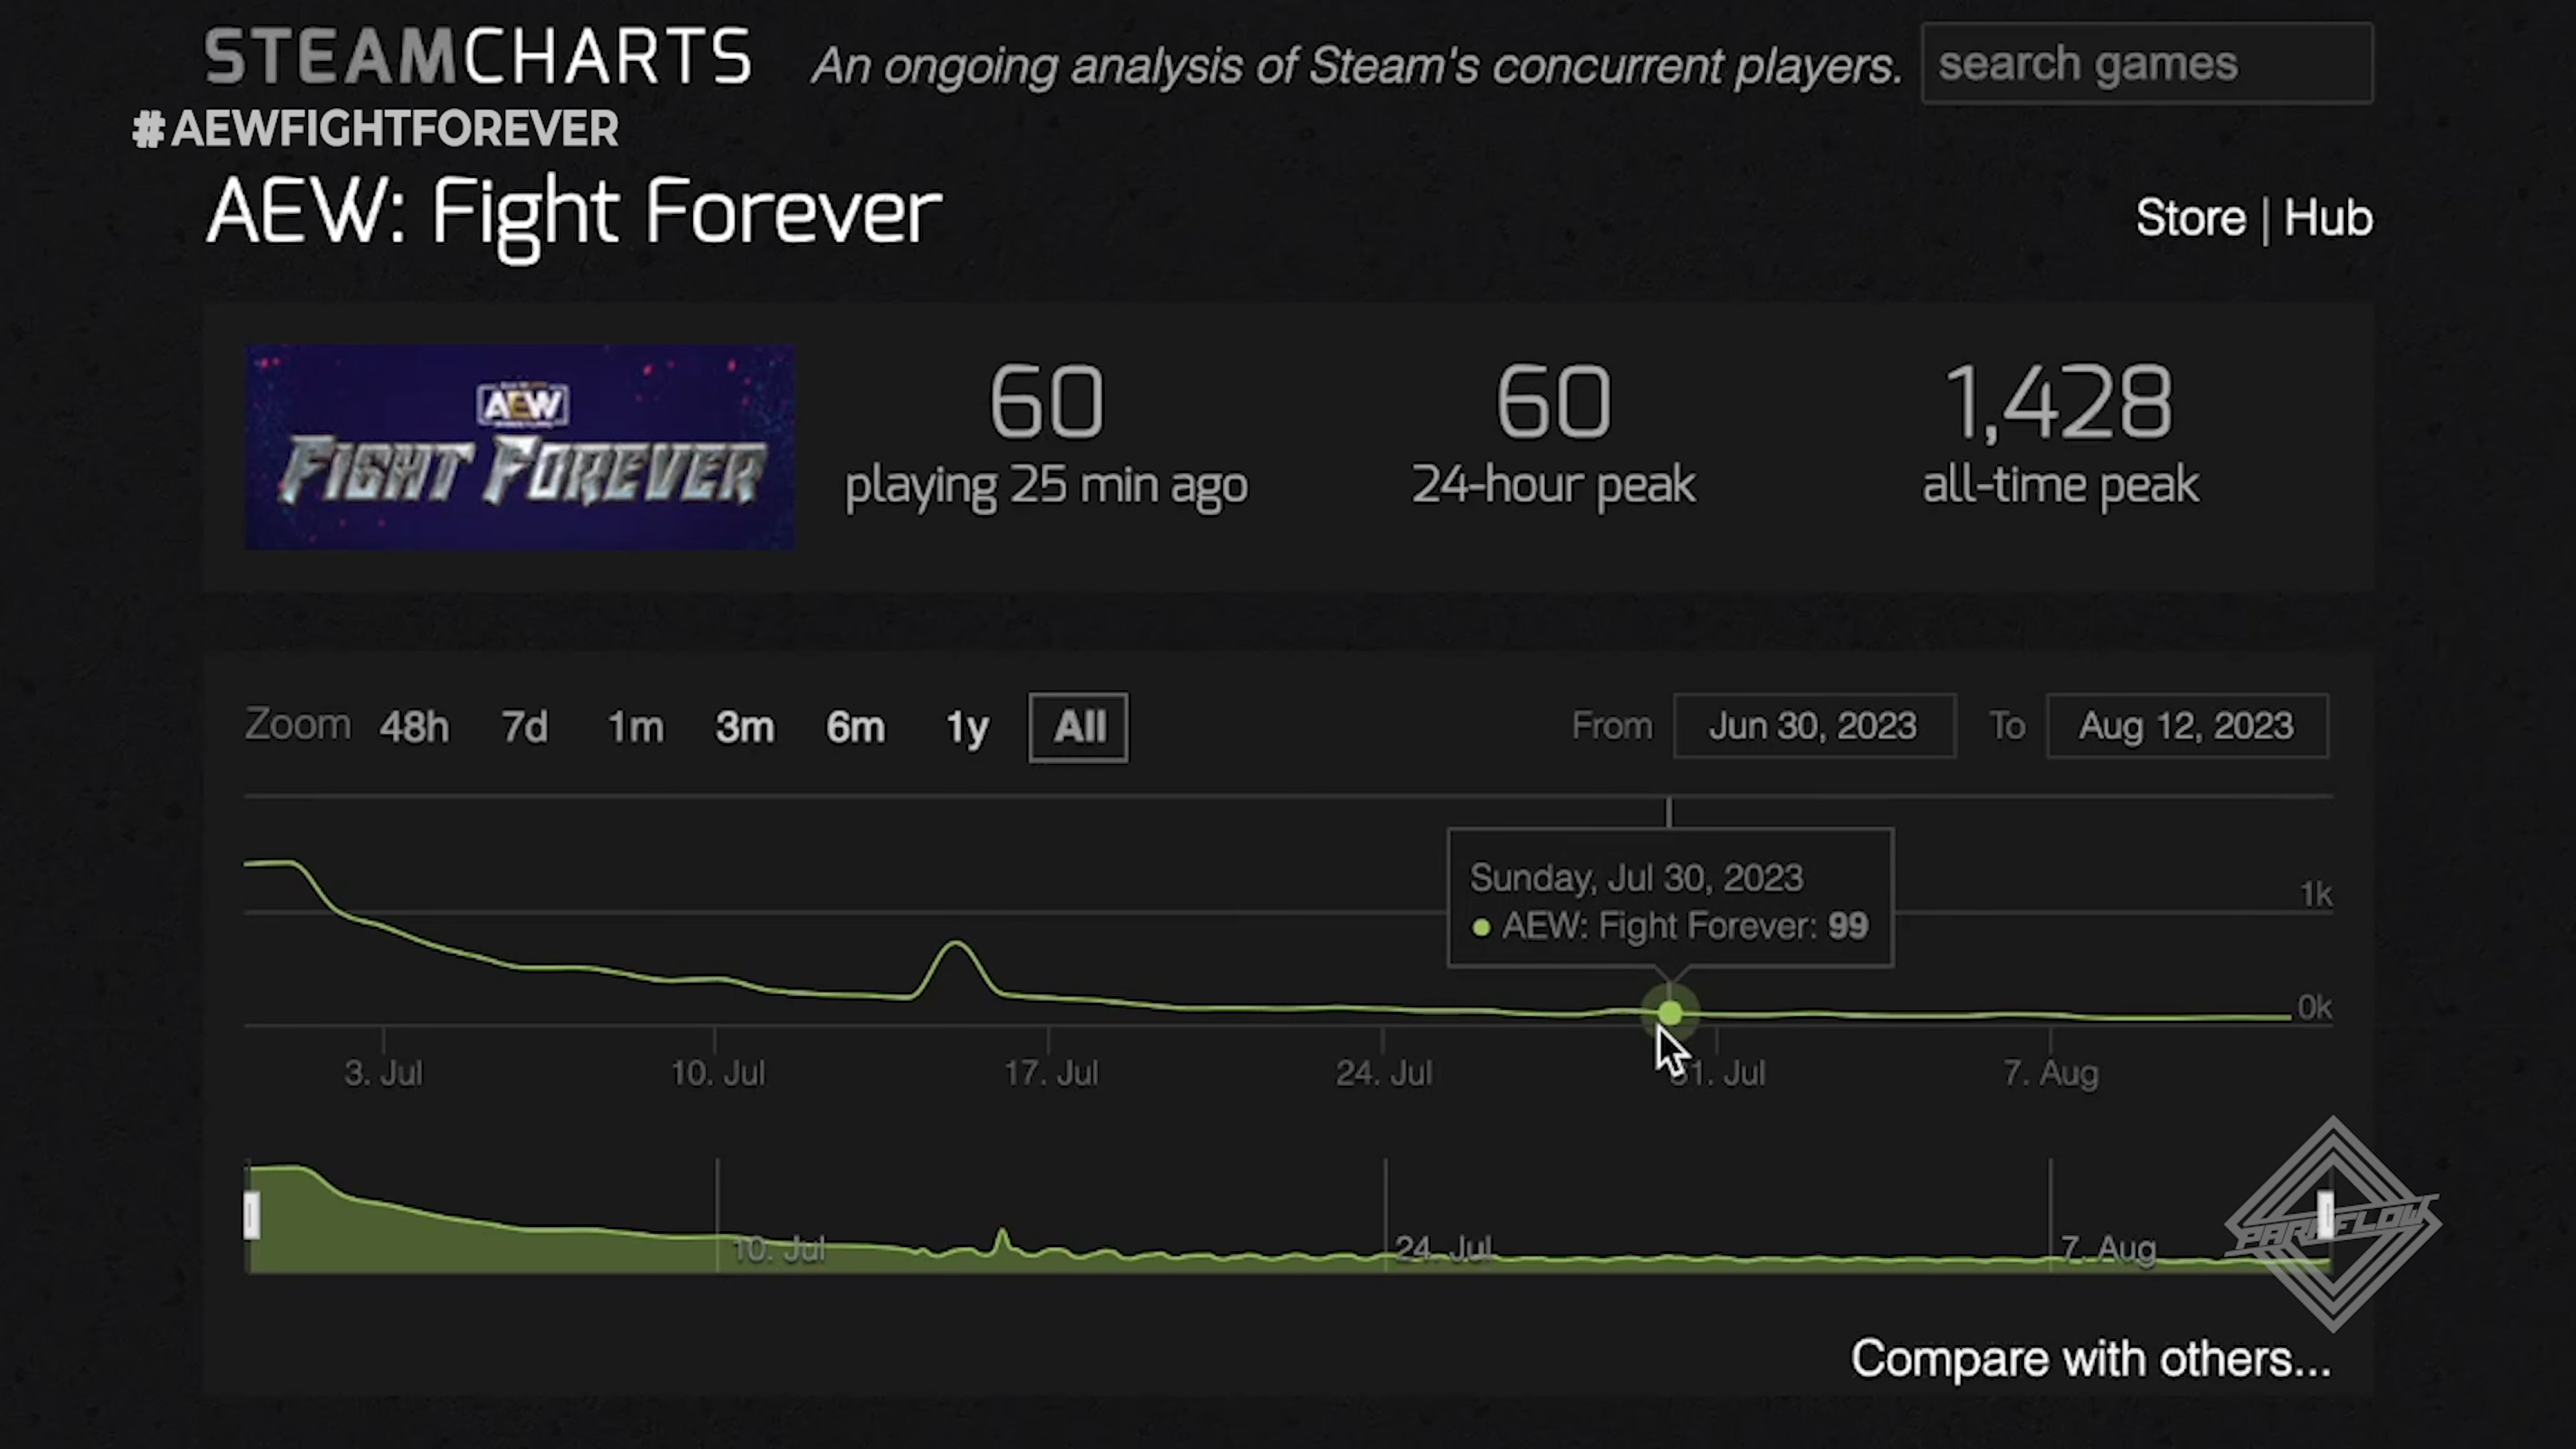 STEAMCHARTS An ongoing analysis of Steam's concurrent players. search games
#AEWFIGHTFOREVER
AEW: Fight Forever Store | Hub
AEW
FIGHT FOREVER
60 60 1,428
playing 25 min ago 24-hour peak all-time peak
Zoom 48h 7d 1m 3m 6m 1y All From Jun 30, 2023 To Aug 12, 2023
Sunday, Jul 30, 2023
AEW: Fight Forever: 99
1k
0k
3. Jul 10. Jul 17. Jul 24. Jul 31. Jul 7. Aug
10. Jul 24. Jul 7. Aug
Compare with others...